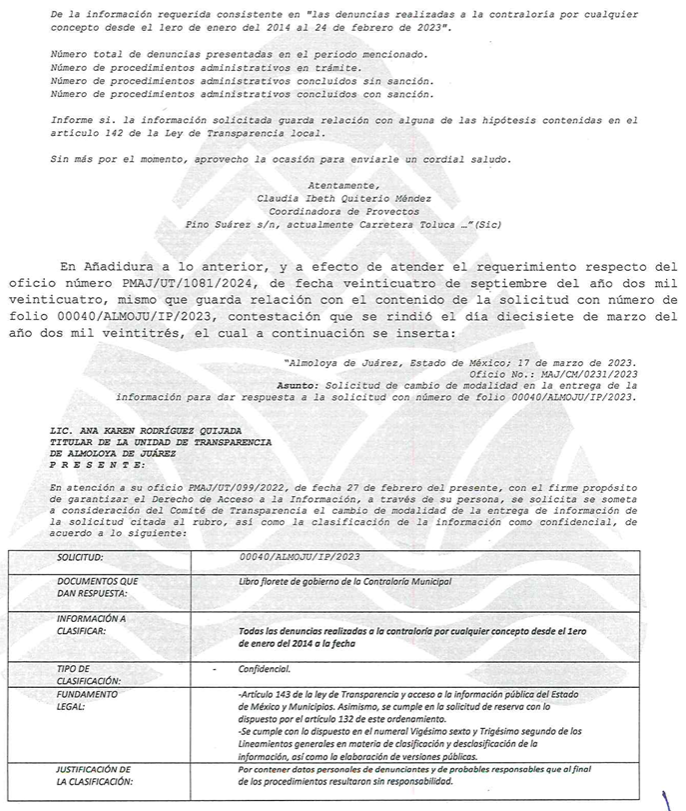 De la información requerida consistente en "las denuncias realizadas a la contraloria por cualquier
concepto desde el 1ero de enero del 2014 al 24 de febrero de 2023".
Número total de denuncias presentadas en el periodo mencionado.
Número de procedimientos administrativos en trámite.
Número de procedimientos administrativos concluidos sin sanción.
Número de procedimientos administrativos concluidos con sanción.
Informe si. la información solicitada guarda relación con alguna de las hipótesis contenidas en el
artículo 142 de la Ley de Transparencia local.
Sin más por el momento, aprovecho la ocasión para enviarle un cordial saludo.
Atentamente,
Claudia Ibeth Quiterio Méndez
Coordinadora de Proyectos
Pino Suárez s/n, actualmente Carretera Toluca …"(Sic)
En Añadidura a lo anterior, y a efecto de atender el requerimiento respecto del
oficio número PMAJ/UT/1081/2024, de fecha veinticuatro de septiembre del año dos mil
veinticuatro, mismo que guarda relación con el contenido de la solicitud con número de
folio 00040/ALMOJU/IP/2023, contestación que se rindió el día diecisiete de marzo del
año dos mil veintitrés, el cual a continuación se inserta:
"Almoloya de Juárez, Estado de México; 17 de marzo de 2023.
Oficio No.: MAJ/CM/0231/2023
Asunto: Solicitud de cambio de modalidad en la entrega de la
información para dar respuesta a la solicitud con número de folio 00040/ALMOJU/IP/2023.
LIC. ANA KAREN RODRÍGUEZ QUIJADA
TITULAR DE LA UNIDAD DE TRANSPARENCIA
DE ALMOLOYA DE JUÁREZ
P R E S E N T E:
En atención a su oficio PMAJ/UT/099/2022, de fecha 27 de febrero del presente, con el firme propósito
de garantizar el Derecho de Acceso a la Información, a través de su persona, se solicita se someta
a consideración del Comité de Transparencia el cambio de modalidad de la entrega de información de
la solicitud citada al rubro, así como la clasificación de la información como confidencial, de
acuerdo a lo siguiente:
SOLICITUD: 00040/ALMOJU/IP/2023
DOCUMENTOS QUE Libro florete de gobierno de la Contraloría Municipal
DAN RESPUESTA:
INFORMACIÓN A
CLASIFICAR: Todas las denuncias realizadas a la contraloría por cualquier concepto desde el 1ero
de enero del 2014 a la fecha
TIPO DE - Confidencial.
CLASIFICACIÓN:
FUNDAMENTO -Artículo 143 de la ley de Transparencia y acceso a la información pública del Estado
LEGAL: de México y Municipios. Asimismo, se cumple en la solicitud de reserva con lo
dispuesto por el artículo 132 de este ordenamiento.
-Se cumple con lo dispuesto en el numeral Vigésimo sexto y Trigésimo segundo de los
Lineamientos generales en materia de clasificación y desclasificación de la
información, así como la elaboración de versiones públicas.
JUSTIFICACIÓN DE Por contener datos personales de denunciantes y de probables responsables que al final
LA CLASIFICACIÓN: de los procedimientos resultaron sin responsabilidad.